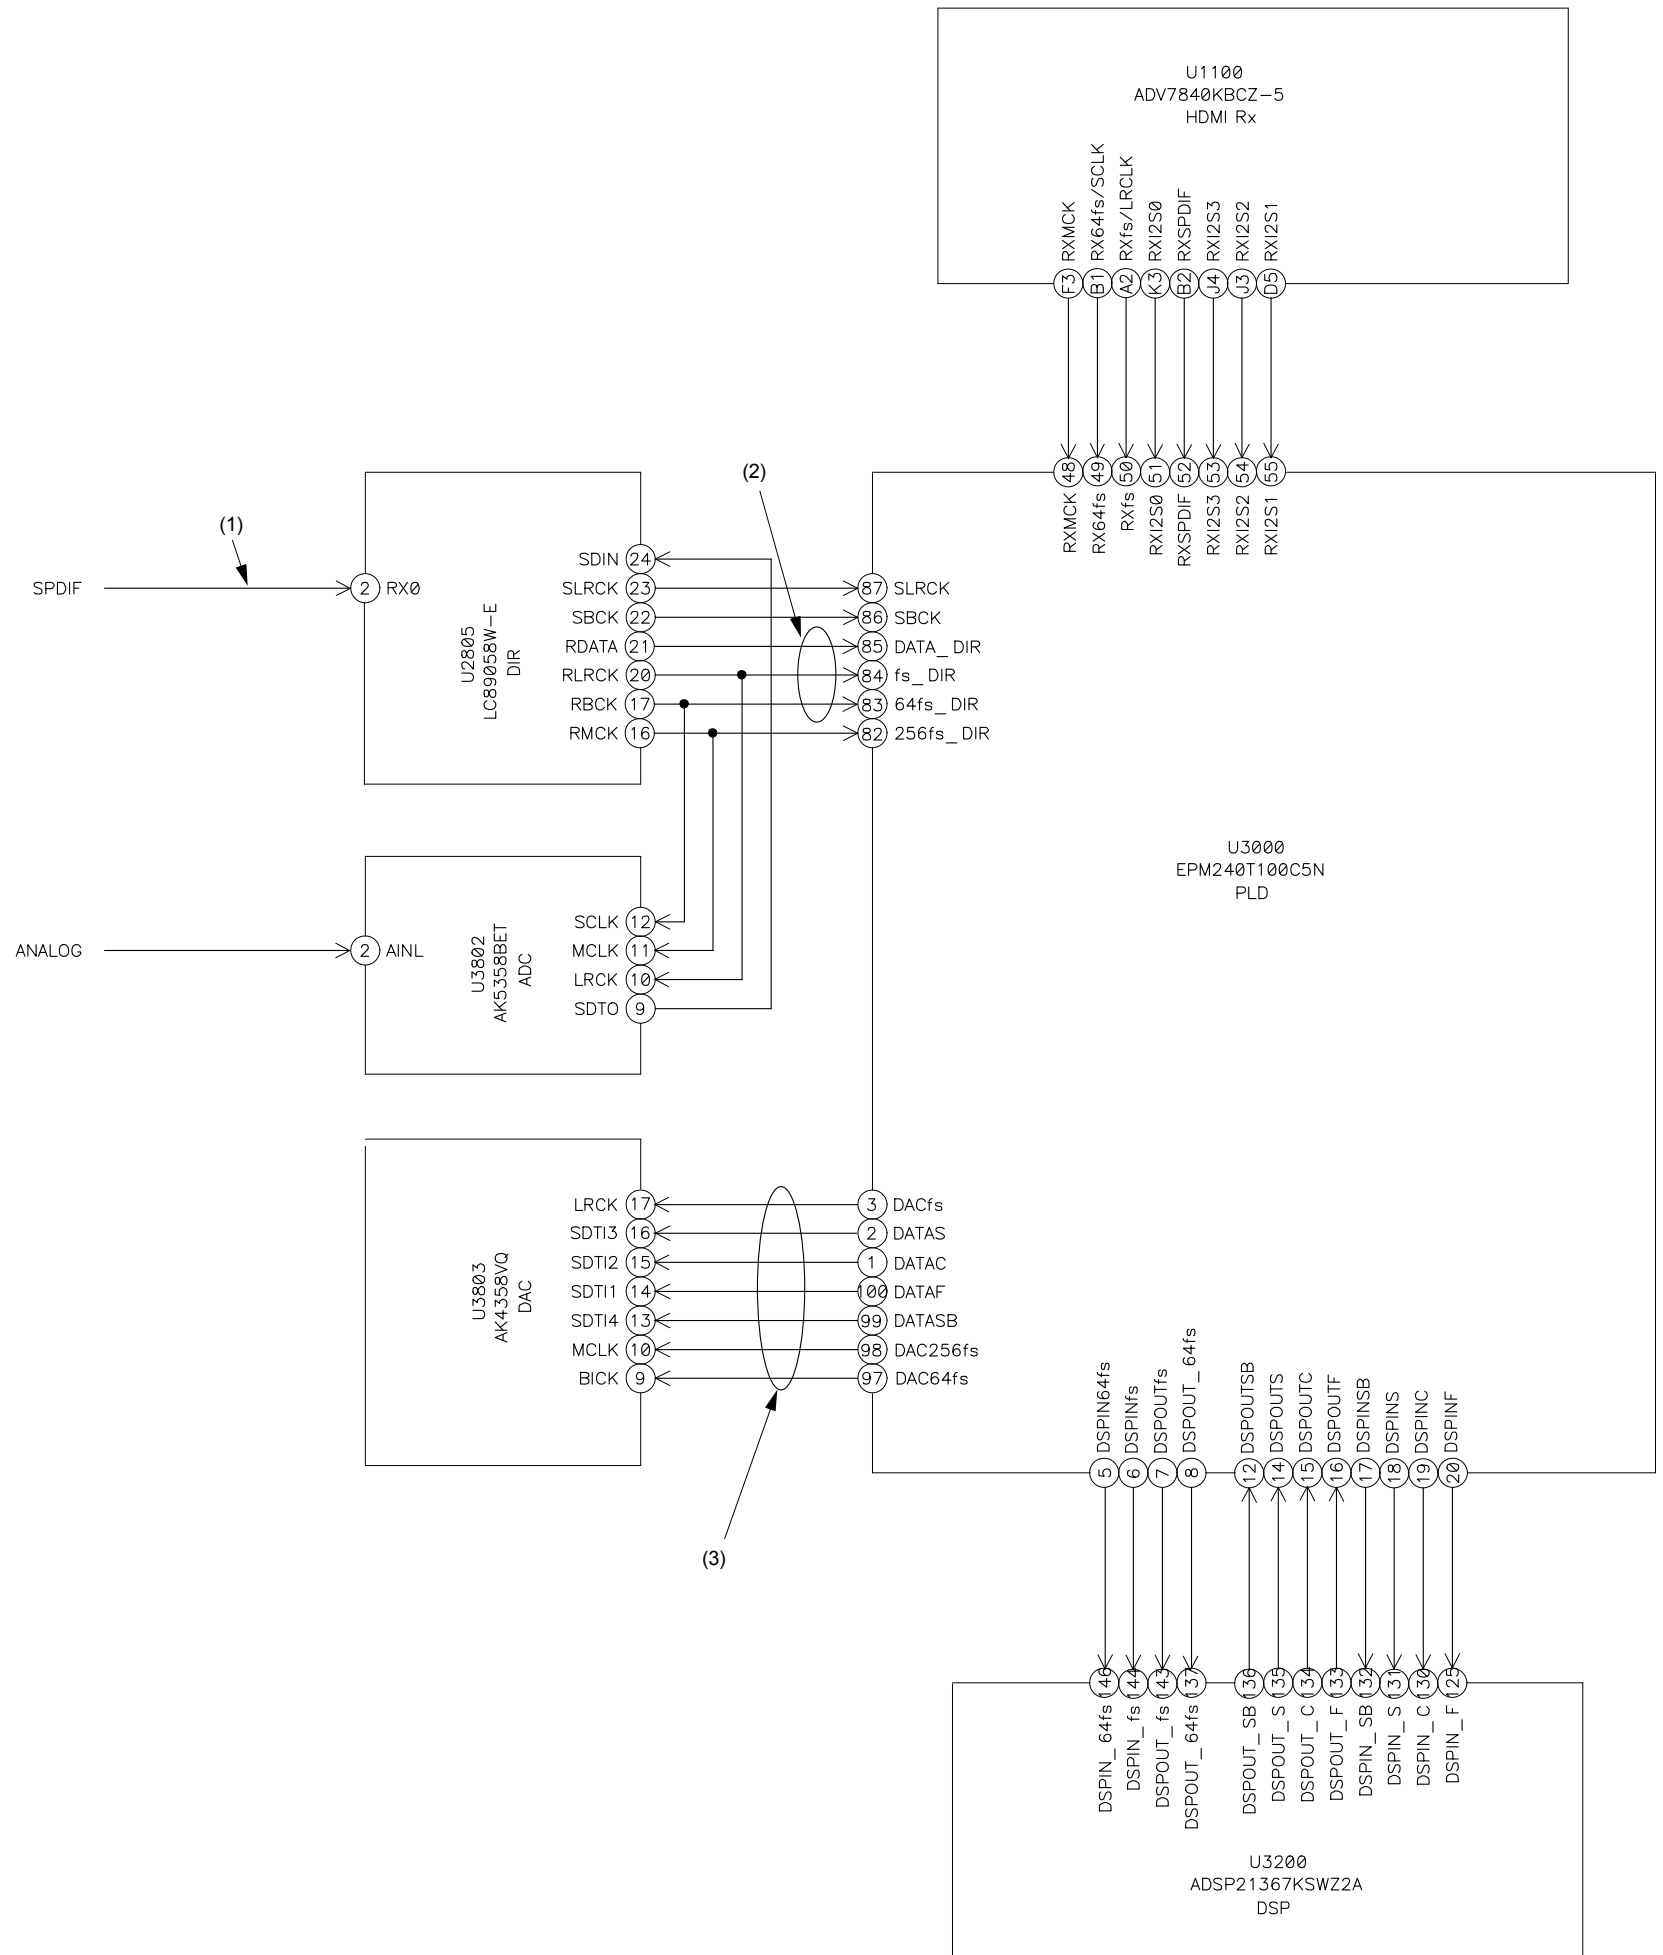 U1100
ADV7840KBCZ-5
HDMI Rx
RXMCK
RX64fs/SCLK
RXfs/LRCLK
RXI2S0
RXSPDIF
RXI2S3
RXI2S2
RXI2S1
F3
B1
A2
K3
B2
J4
J3
D5
48
49
50
51
52
53
54
55
RXMCK
RX64fs
RXfs
RXI2S0
RXSPDIF
RXI2S3
RXI2S2
RXI2S1
(1)
(2)
SPDIF
2 RX0
U2805
LC89058W-E
DIR
SDIN 24
SLRCK 23
SBCK 22
RDATA 21
RLRCK 20
RBCK 17
RMCK 16
87 SLRCK
86 SBCK
85 DATA_DIR
84 fs_DIR
83 64fs_DIR
82 256fs_DIR
U3000
EPM240T100C5N
PLD
ANALOG
2 AINL
U3802
AK5358BET
ADC
SCLK 12
MCLK 11
LRCK 10
SDTO 9
U3803
AK4358VQ
DAC
LRCK 17
SDTI3 16
SDTI2 15
SDTI1 14
SDTI4 13
MCLK 10
BICK 9
3 DACfs
2 DATAS
1 DATAC
100 DATAF
99 DATASB
98 DAC256fs
97 DAC64fs
(3)
DSPIN64fs
DSPINfs
DSPOUTfs
DSPOUT_64fs
DSPOUTSB
DSPOUTS
DSPOUTC
DSPOUTF
DSPINSB
DSPINS
DSPINC
DSPINF
5
6
7
8
12
14
15
16
17
18
19
20
146
144
143
137
136
135
134
133
132
131
130
125
DSPIN_64fs
DSPIN_fs
DSPOUT_fs
DSPOUT_64fs
DSPOUT_SB
DSPOUT_S
DSPOUT_C
DSPOUT_F
DSPIN_SB
DSPIN_S
DSPIN_C
DSPIN_F
U3200
ADSP21367KSWZ2A
DSP